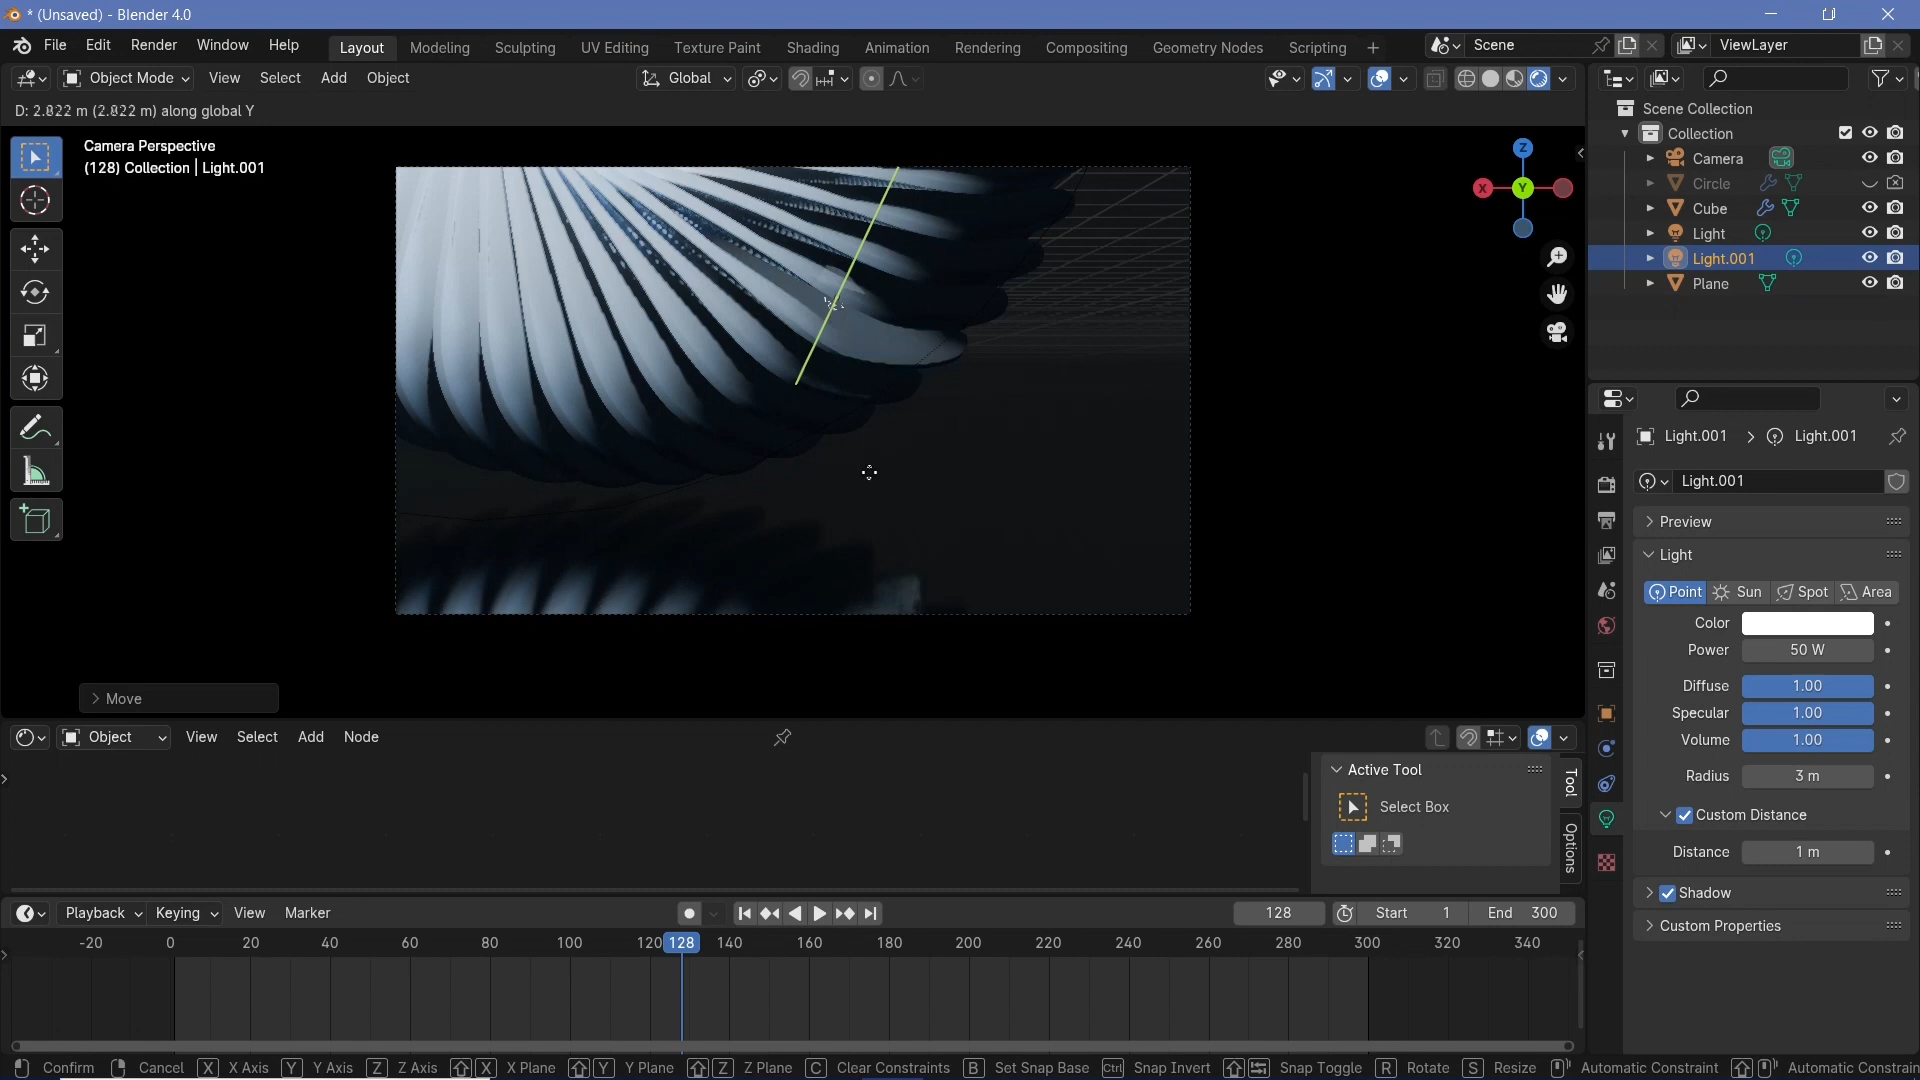 * (Unsaved) - Blender 4.0
File Edit Render Window Help Layout Modeling Sculpting UV Editing Texture Paint Shading Animation Rendering Compositing Geometry Nodes Scripting + Scene ViewLayer
Object Mode View Select Add Object Global
D: 2.822 m (2.822 m) along global Y
Camera Perspective
(128) Collection | Light.001
Z
X Y
Move
Scene Collection
Collection
Camera
Circle
Cube
Light
Light.001
Plane
Light.001 > Light.001
Light.001
Preview
Light
Point Sun Spot Area
Color
Power 50 W
Diffuse 1.00
Specular 1.00
Volume 1.00
Radius 3 m
Custom Distance
Distance 1 m
Shadow
Custom Properties
Object View Select Add Node
Active Tool
Select Box
Tool
Options
Playback Keying View Marker 128 Start 1 End 300
-20 0 20 40 60 80 100 120 128 140 160 180 200 220 240 260 280 300 320 340
Confirm Cancel X X Axis Y Y Axis Z Z Axis X X Plane Y Y Plane Z Z Plane C Clear Constraints B Set Snap Base Ctrl Snap Invert Snap Toggle R Rotate S Resize Automatic Constraint Automatic Constrain